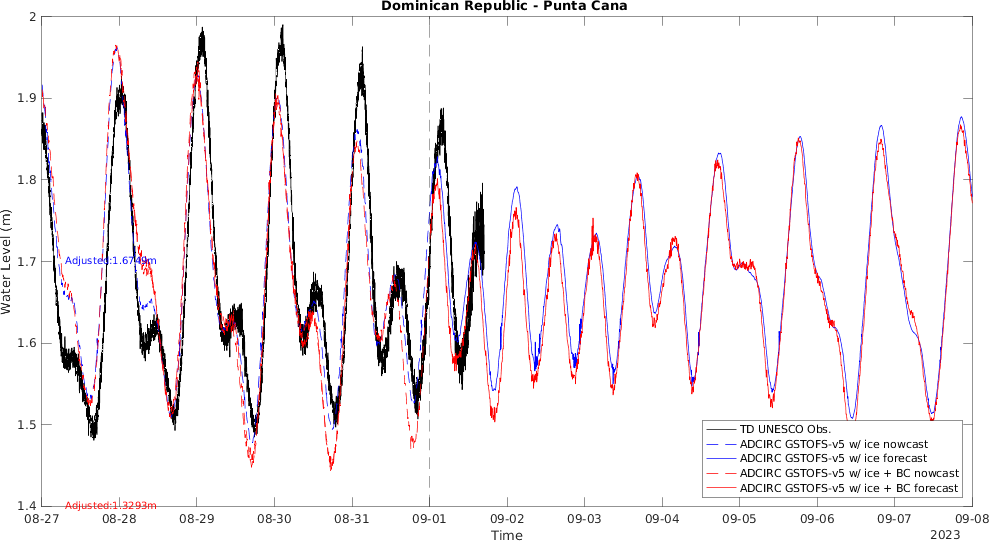 Dominican Republic - Punta Cana
2
1.9
1.8
1.7
1.6
1.5
1.4
Water Level (m)
Adjusted:1.6749m
Adjusted:1.3293m
TD UNESCO Obs.
ADCIRC GSTOFS-v5 w/ ice nowcast
ADCIRC GSTOFS-v5 w/ ice forecast
ADCIRC GSTOFS-v5 w/ ice + BC nowcast
ADCIRC GSTOFS-v5 w/ ice + BC forecast
08-27 08-28 08-29 08-30 08-31 09-01 09-02 09-03 09-04 09-05 09-06 09-07 09-08
Time
2023